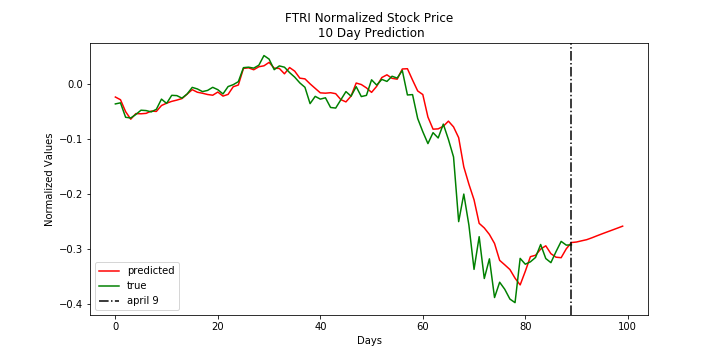 FTRI Normalized Stock Price
10 Day Prediction
Normalized Values
0.0
−0.1
−0.2
−0.3
−0.4
predicted
true
april 9
0
20
40
60
80
100
Days